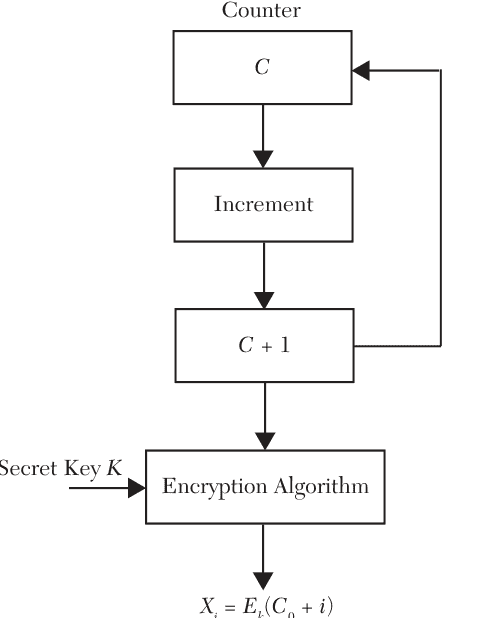 Counter
C
Increment
C + 1
Secret Key K
Encryption Algorithm
Xᵢ = Eₖ(C₀ + i)